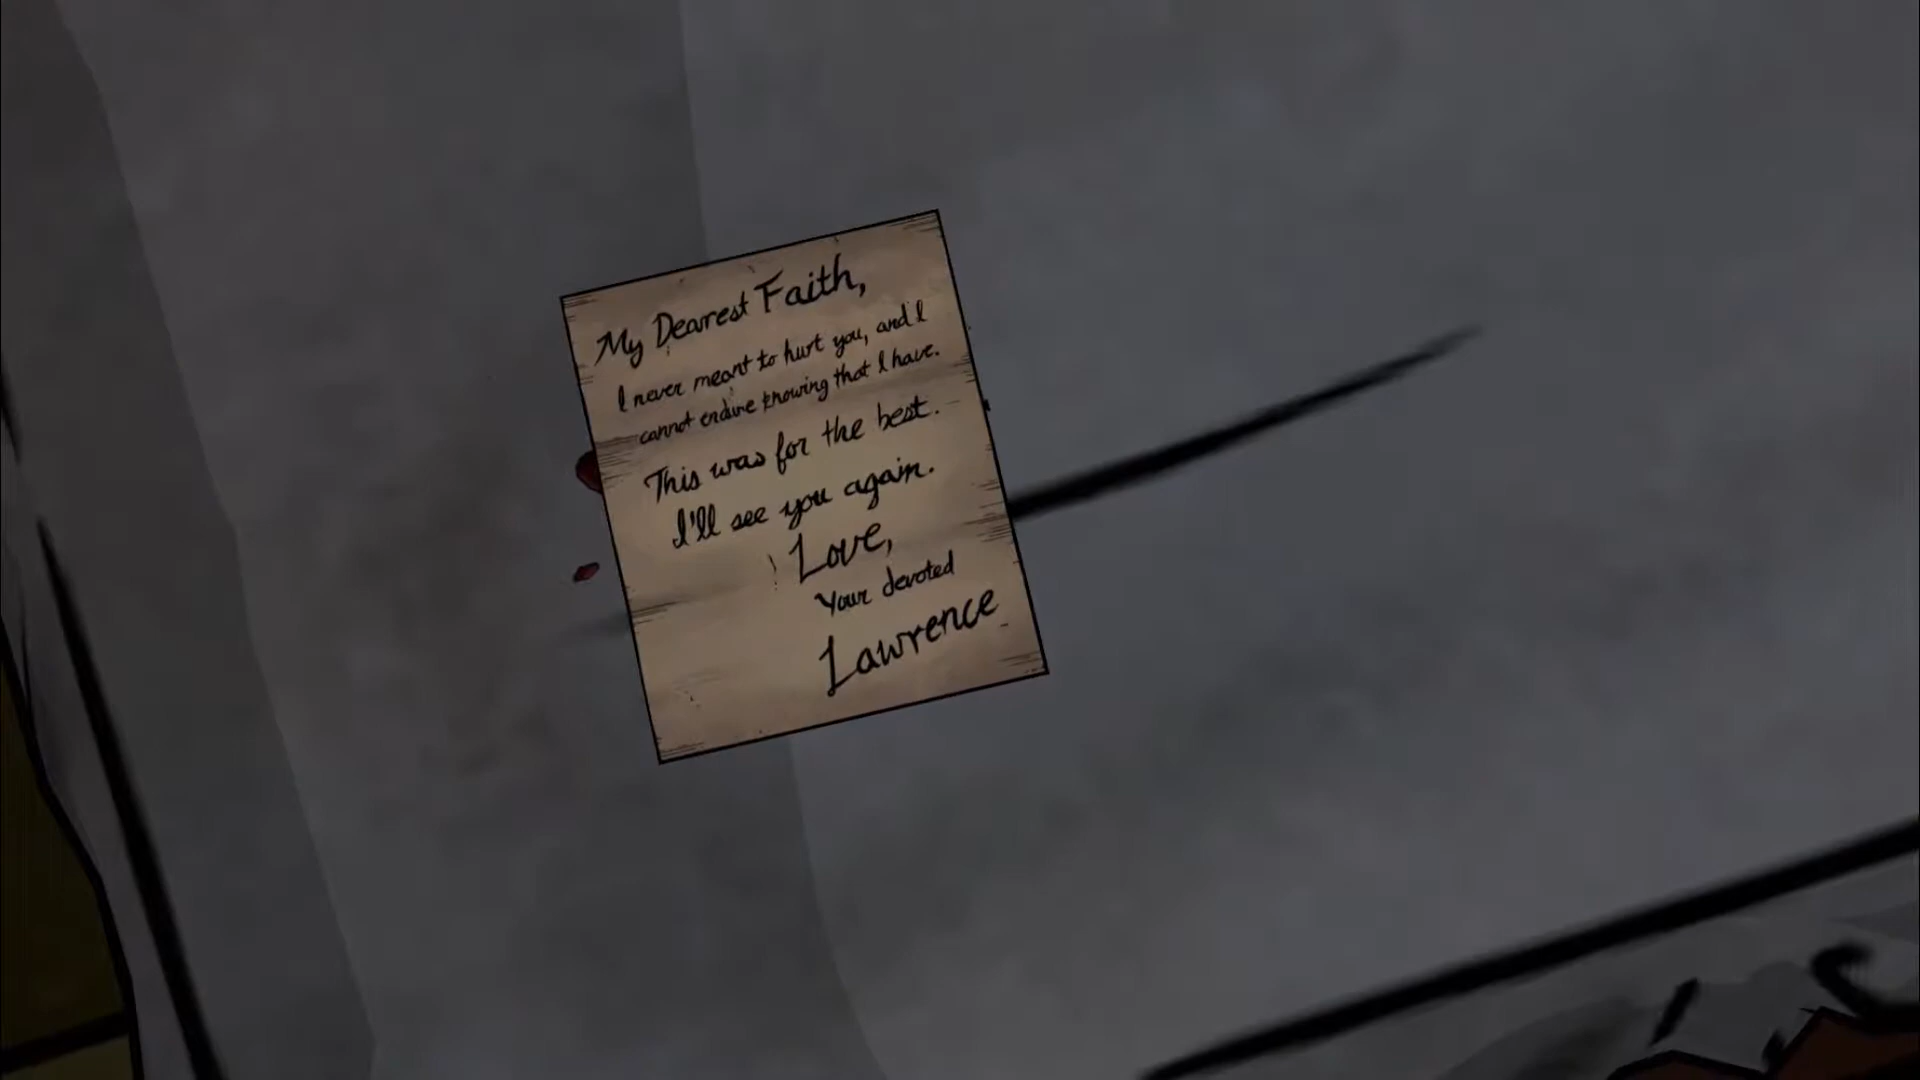 My Dearest Faith,
I never meant to hurt you, and I
cannot endure knowing that I have.
This was for the best.
I'll see you again.
Love,
Your devoted
Lawrence